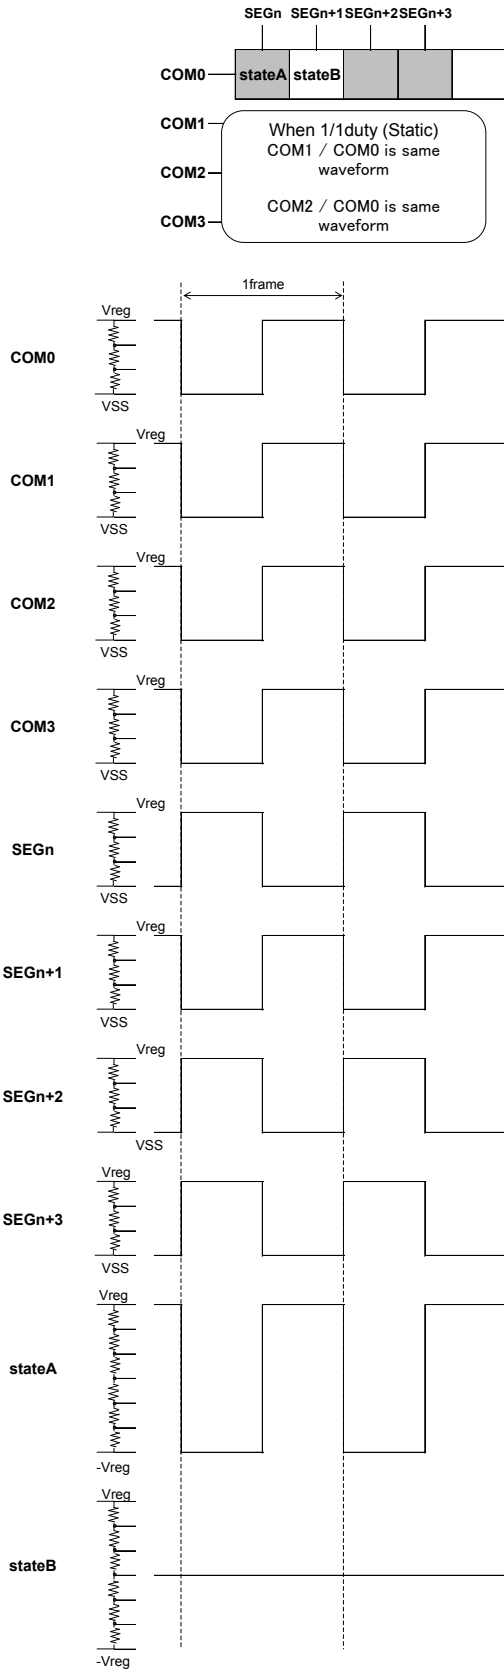 SEGn SEGn+1 SEGn+2 SEGn+3
COM0 stateA stateB
COM1
COM2
COM3
When 1/1duty (Static)
COM1 / COM0 is same
waveform
COM2 / COM0 is same
waveform
1frame
Vreg
COM0
VSS
Vreg
COM1
VSS
Vreg
COM2
VSS
Vreg
COM3
VSS
Vreg
SEGn
VSS
Vreg
SEGn+1
VSS
Vreg
SEGn+2
VSS
Vreg
SEGn+3
VSS
Vreg
stateA
-Vreg
Vreg
stateB
-Vreg